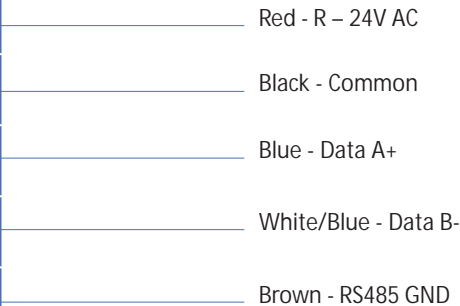 Red - R – 24V AC
Black - Common
Blue - Data A+
White/Blue - Data B-
Brown - RS485 GND